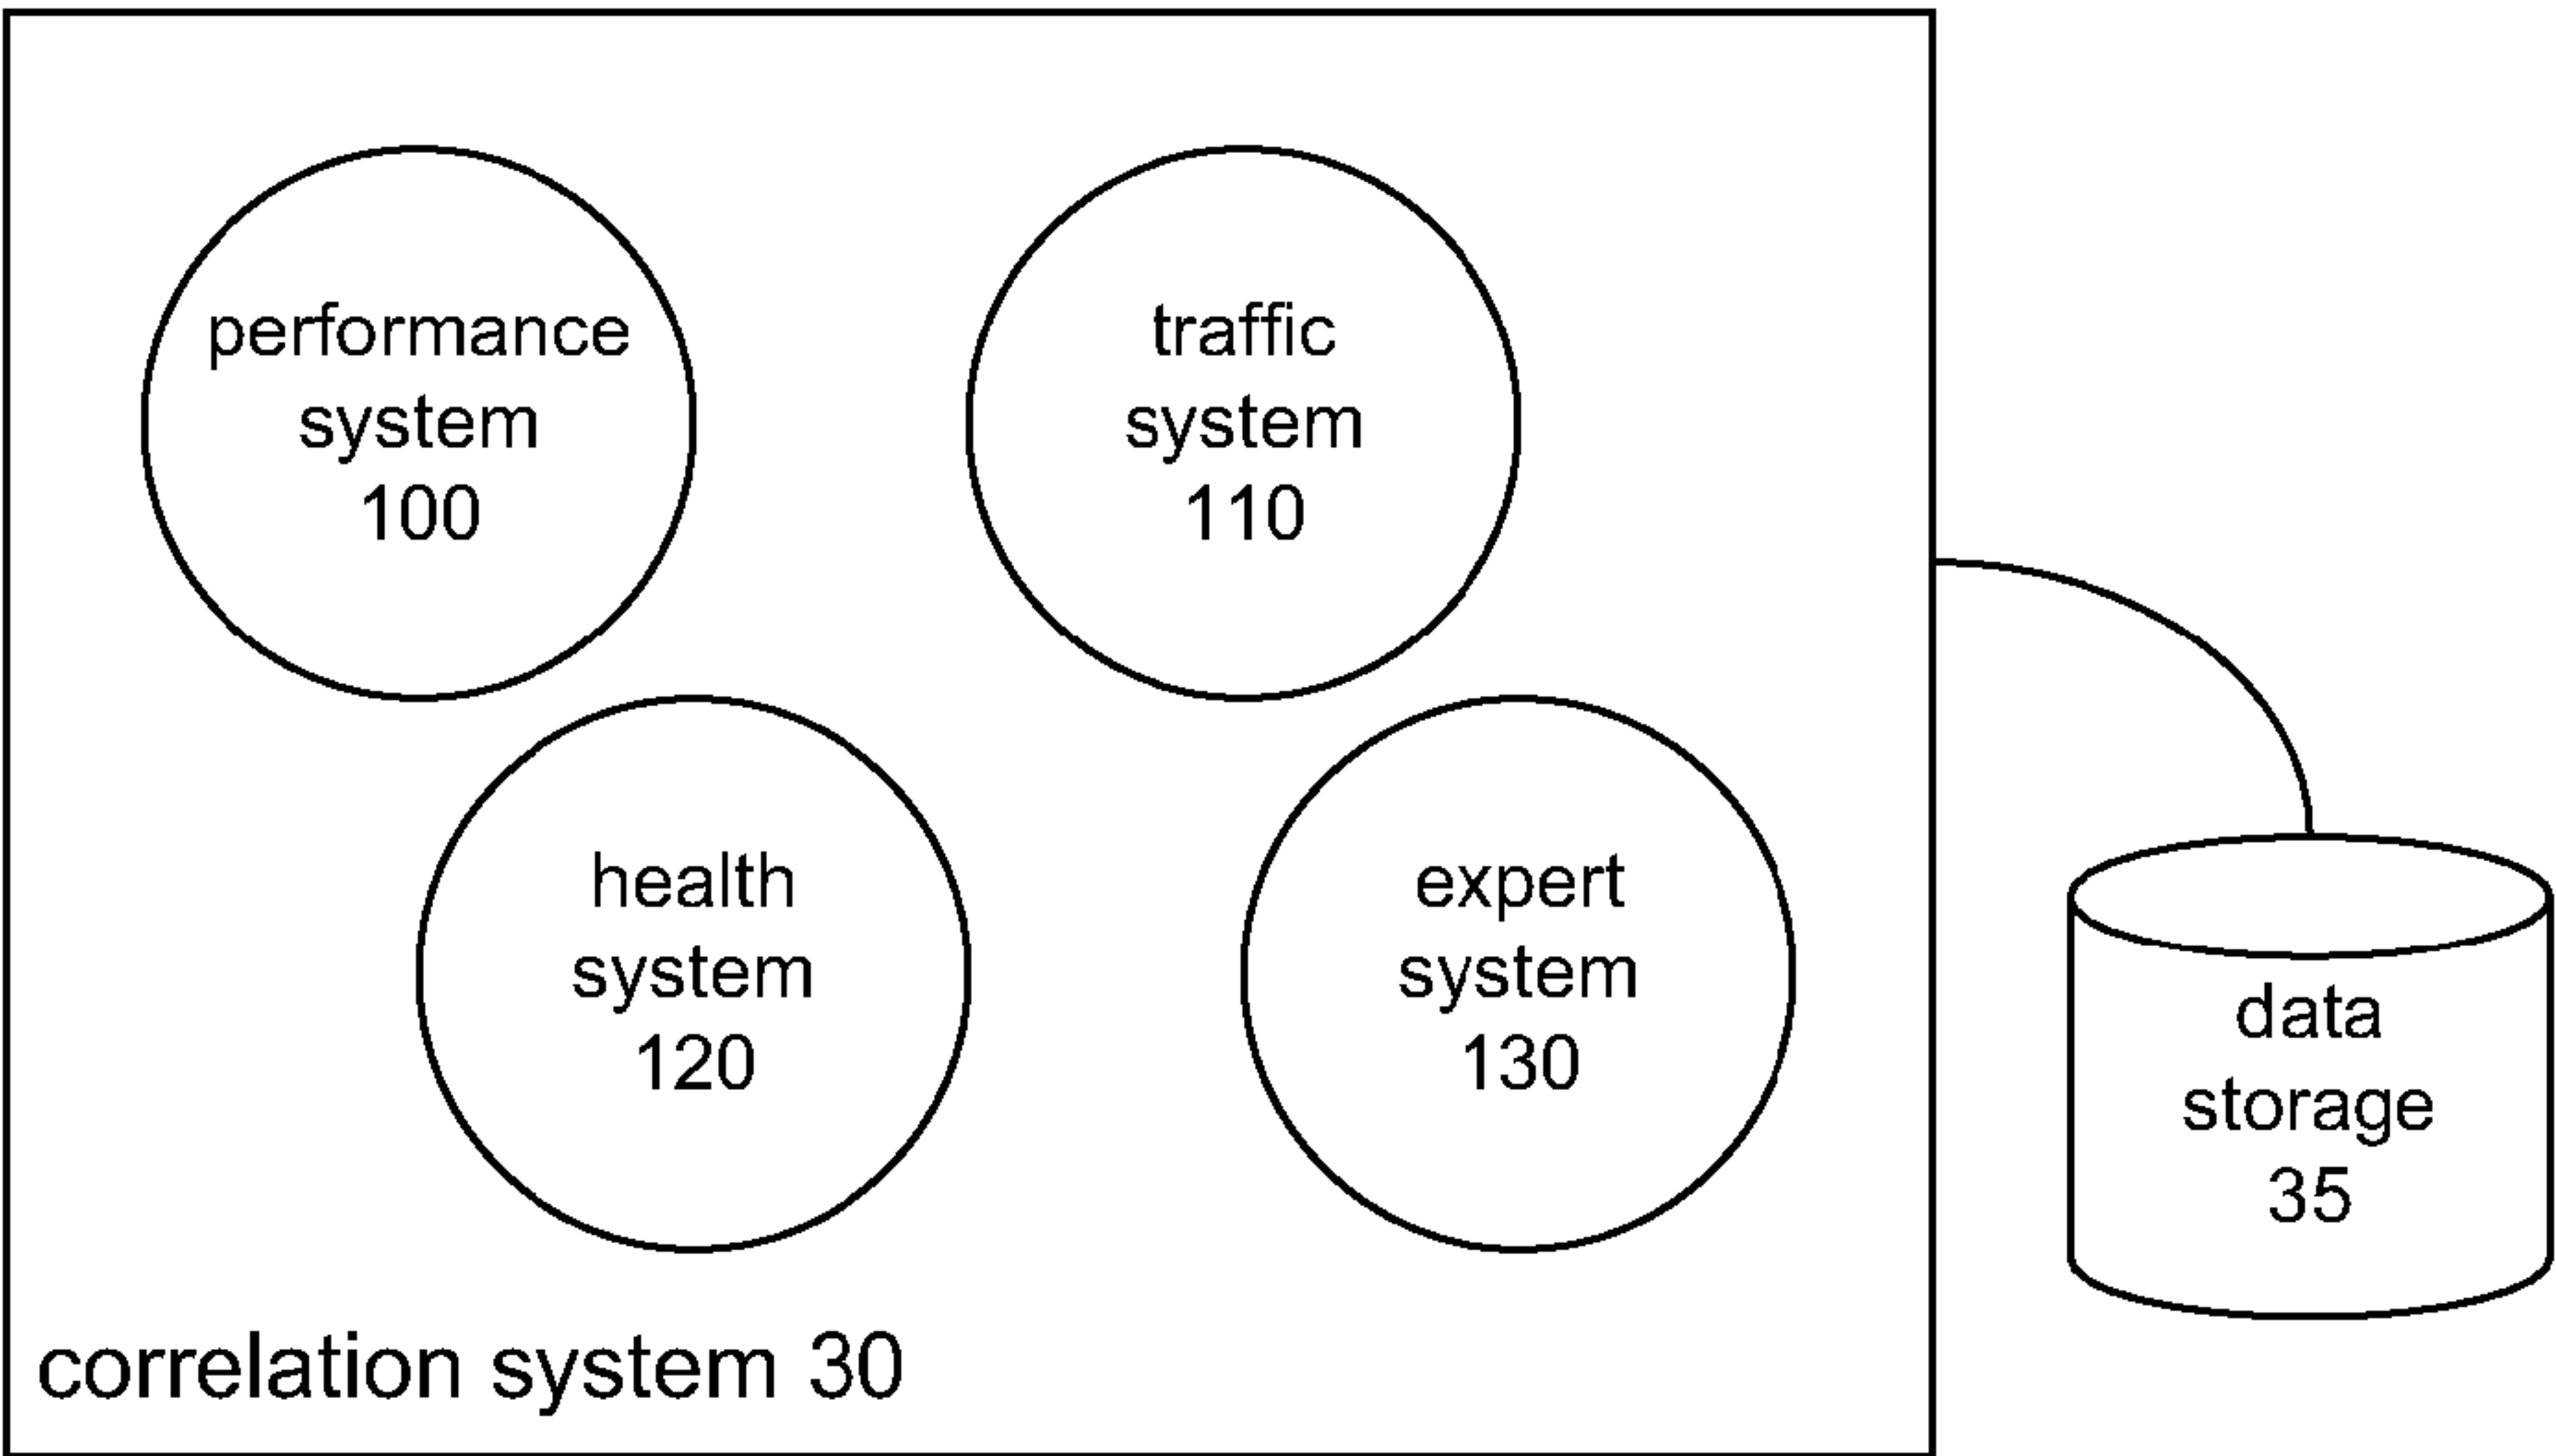 performance
system
100
traffic
system
110
health
system
120
expert
system
130
data
storage
35
correlation system 30